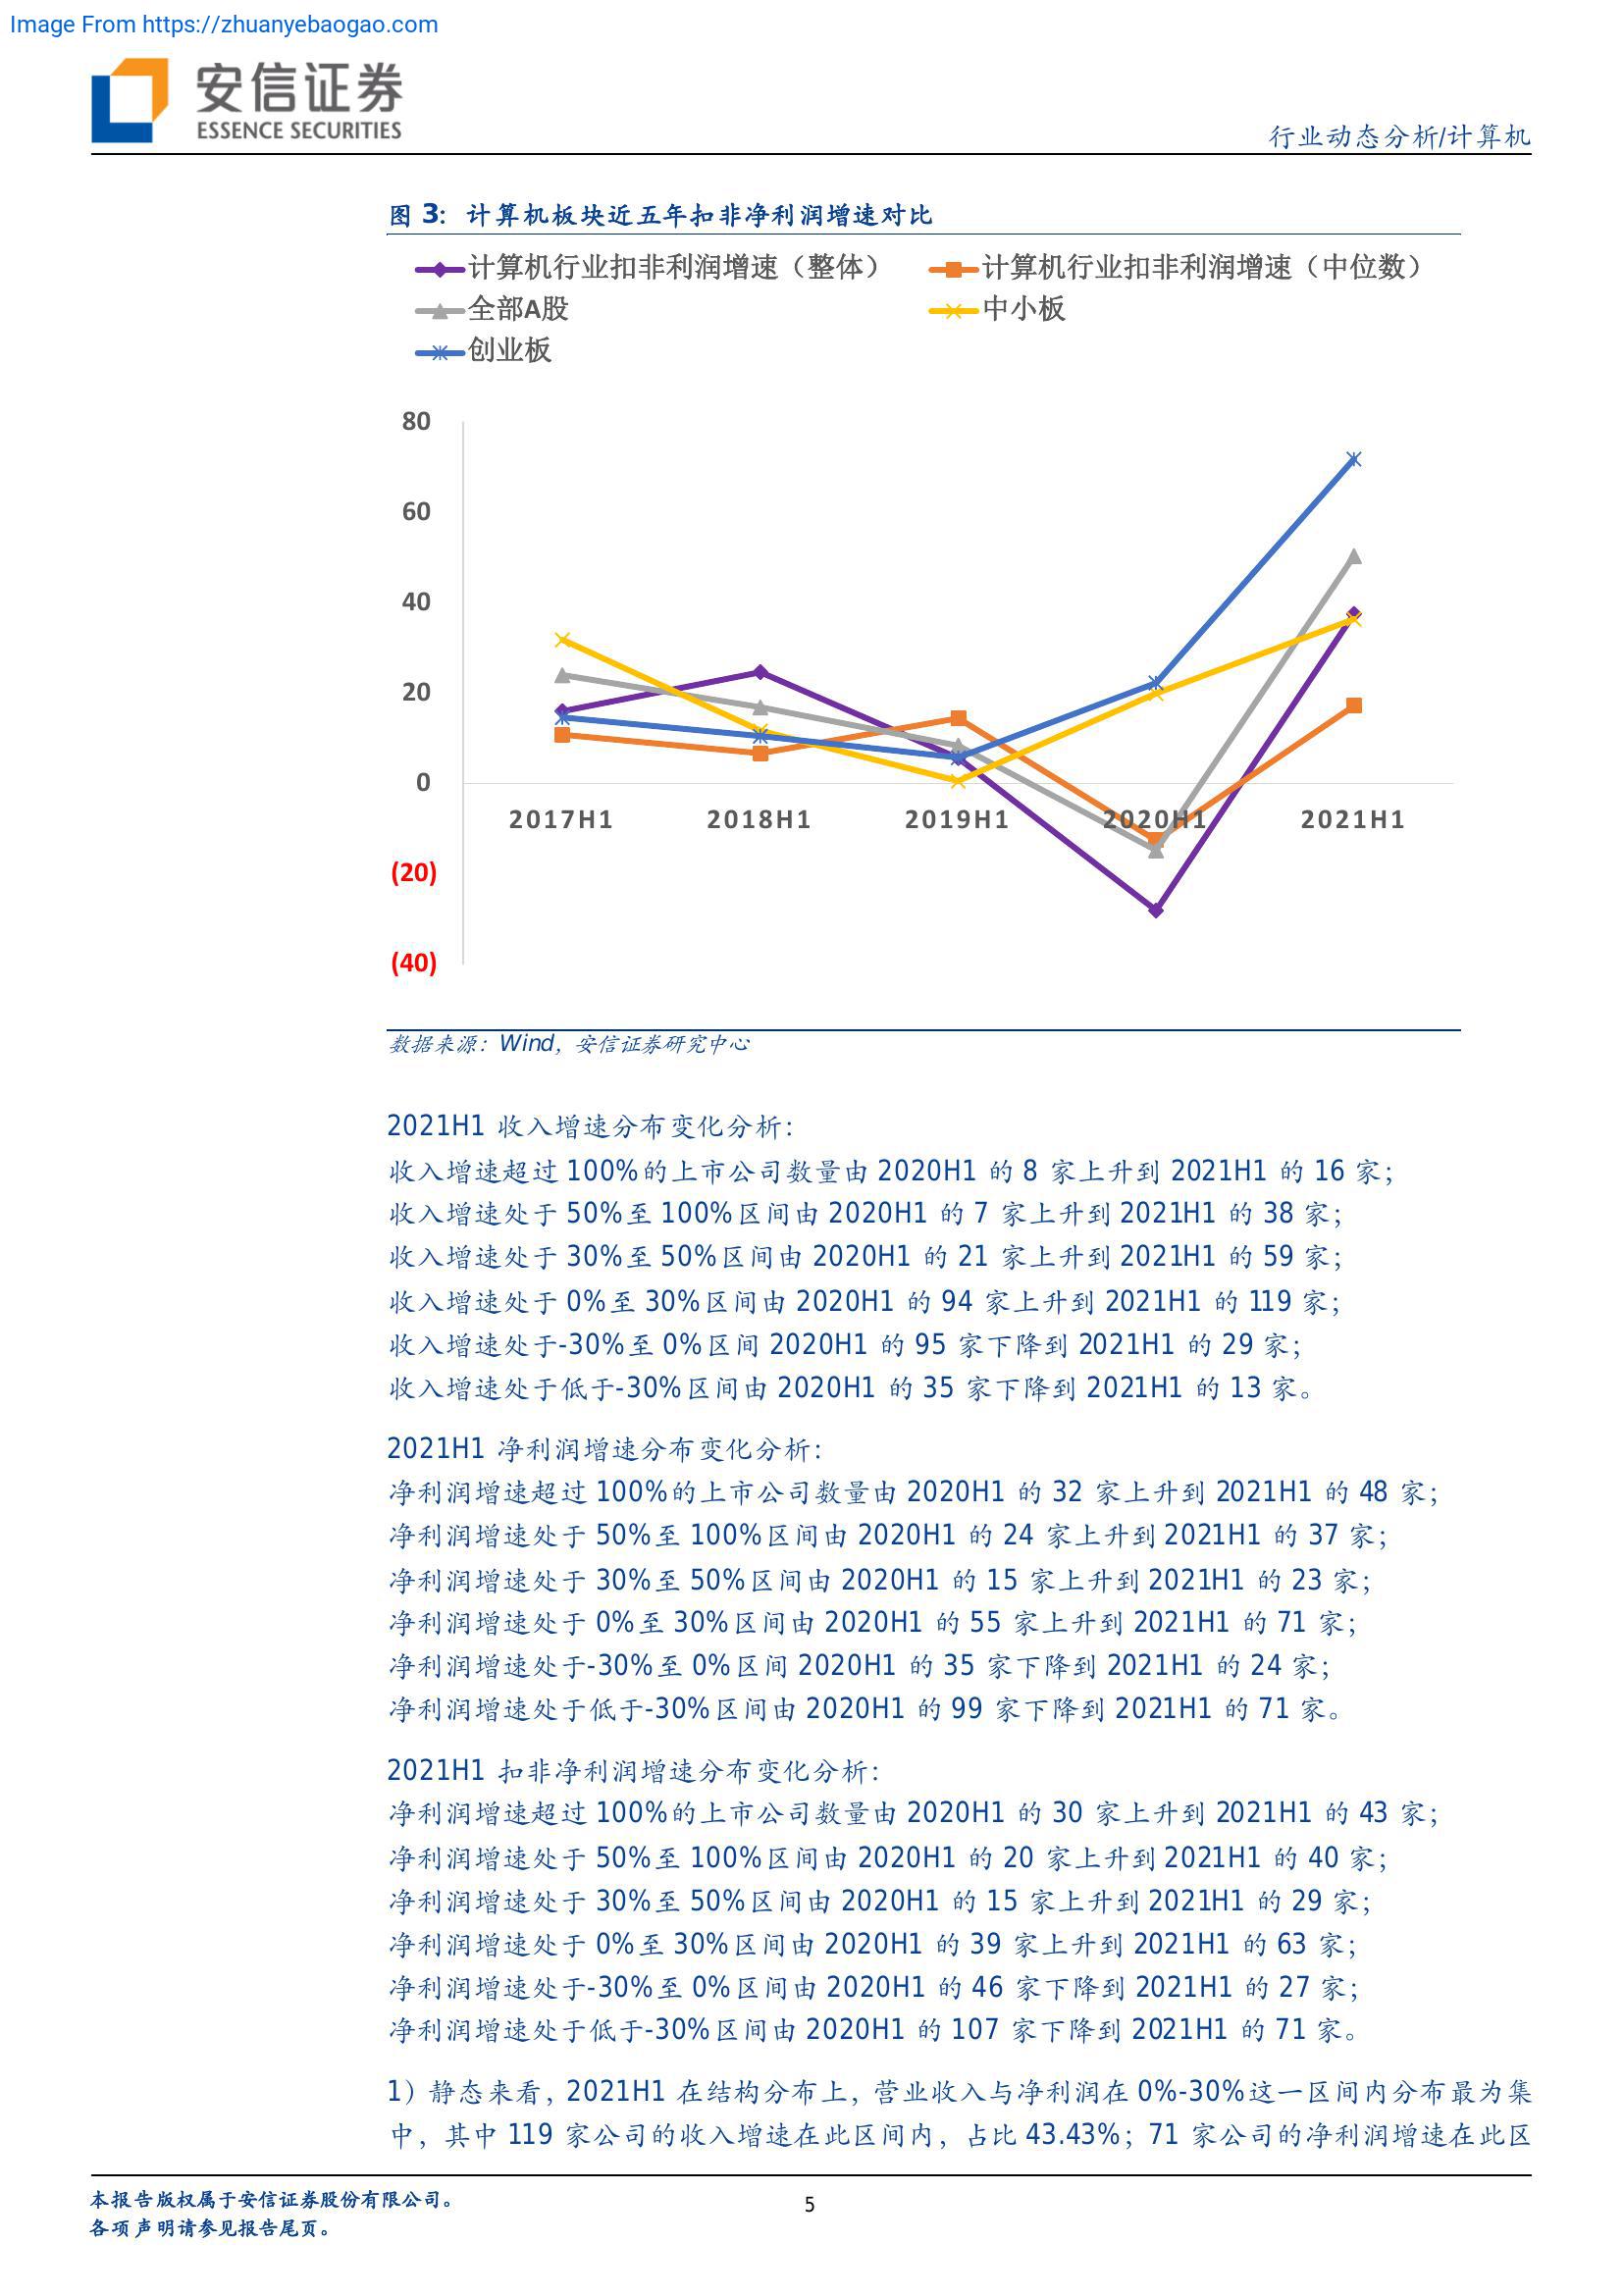 Image From https://zhuanyebaogao.com
安信证券
ESSENCE SECURITIES
行业动态分析/计算机
图 3：计算机板块近五年扣非净利润增速对比
计算机行业扣非利润增速（整体） 计算机行业扣非利润增速（中位数）
全部A股 中小板
创业板
80
60
40
20
0
2017H1 2018H1 2019H1 2020H1 2021H1
(20)
(40)
数据来源：Wind，安信证券研究中心
2021H1 收入增速分布变化分析：
收入增速超过 100%的上市公司数量由 2020H1 的 8 家上升到 2021H1 的 16 家；
收入增速处于 50%至 100%区间由 2020H1 的 7 家上升到 2021H1 的 38 家；
收入增速处于 30%至 50%区间由 2020H1 的 21 家上升到 2021H1 的 59 家；
收入增速处于 0%至 30%区间由 2020H1 的 94 家上升到 2021H1 的 119 家；
收入增速处于-30%至 0%区间 2020H1 的 95 家下降到 2021H1 的 29 家；
收入增速处于低于-30%区间由 2020H1 的 35 家下降到 2021H1 的 13 家。
2021H1 净利润增速分布变化分析：
净利润增速超过 100%的上市公司数量由 2020H1 的 32 家上升到 2021H1 的 48 家；
净利润增速处于 50%至 100%区间由 2020H1 的 24 家上升到 2021H1 的 37 家；
净利润增速处于 30%至 50%区间由 2020H1 的 15 家上升到 2021H1 的 23 家；
净利润增速处于 0%至 30%区间由 2020H1 的 55 家上升到 2021H1 的 71 家；
净利润增速处于-30%至 0%区间 2020H1 的 35 家下降到 2021H1 的 24 家；
净利润增速处于低于-30%区间由 2020H1 的 99 家下降到 2021H1 的 71 家。
2021H1 扣非净利润增速分布变化分析：
净利润增速超过 100%的上市公司数量由 2020H1 的 30 家上升到 2021H1 的 43 家；
净利润增速处于 50%至 100%区间由 2020H1 的 20 家上升到 2021H1 的 40 家；
净利润增速处于 30%至 50%区间由 2020H1 的 15 家上升到 2021H1 的 29 家；
净利润增速处于 0%至 30%区间由 2020H1 的 39 家上升到 2021H1 的 63 家；
净利润增速处于-30%至 0%区间由 2020H1 的 46 家下降到 2021H1 的 27 家；
净利润增速处于低于-30%区间由 2020H1 的 107 家下降到 2021H1 的 71 家。
1）静态来看，2021H1 在结构分布上，营业收入与净利润在 0%-30%这一区间内分布最为集
中，其中 119 家公司的收入增速在此区间内，占比 43.43%；71 家公司的净利润增速在此区
本报告版权属于安信证券股份有限公司。
5
各项声明请参见报告尾页。